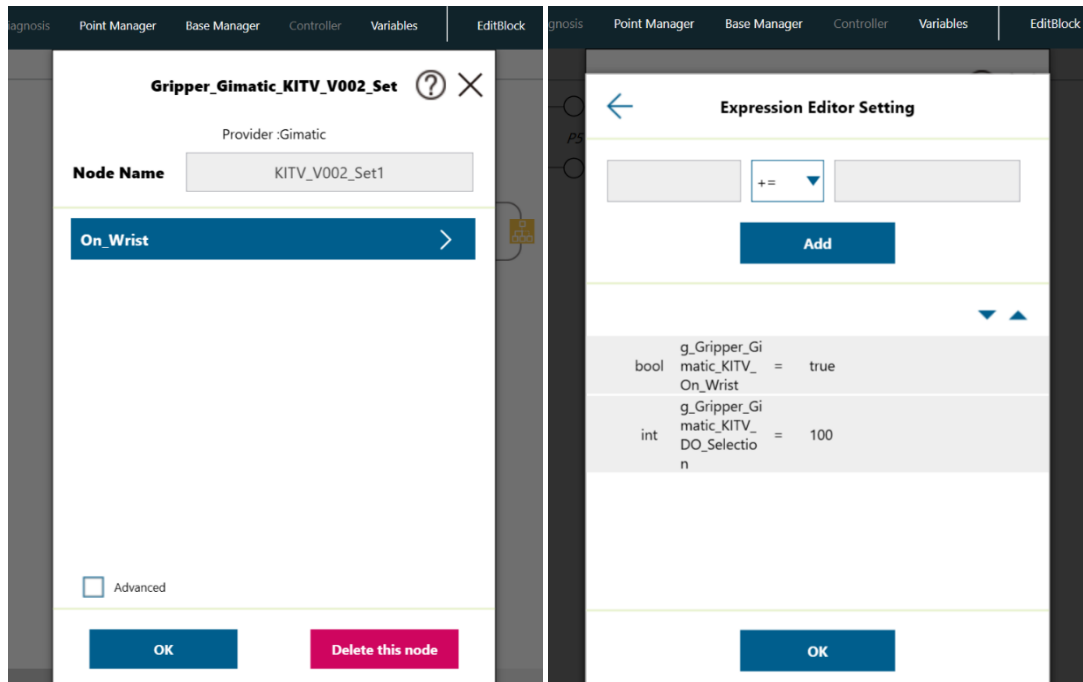 iagnosis Point Manager Base Manager Controller Variables EditBlock
Gripper_Gimatic_KITV_V002_Set ?
Provider :Gimatic
Node Name KITV_V002_Set1
On_Wrist
Advanced
OK Delete this node
gnosis Point Manager Base Manager Controller Variables EditBlock
PS
Expression Editor Setting
+=
Add
bool g_Gripper_Gi
matic_KITV_ = true
On_Wrist
g_Gripper_Gi
matic_KITV_
int DO_Selectio = 100
n
OK